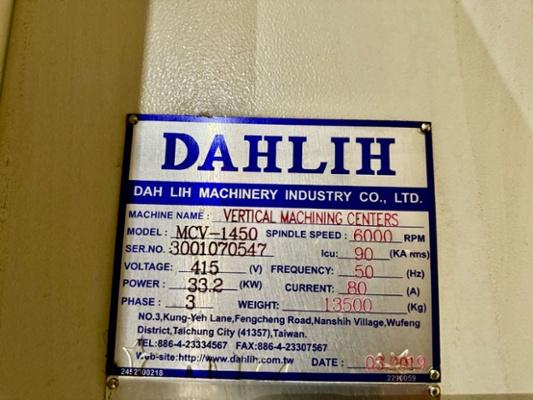 DAHLIH
DAH LIH MACHINERY INDUSTRY CO., LTD.
MACHINE NAME : VERTICAL MACHINING CENTERS
MODEL : MCV-1450 SPINDLE SPEED : 6000 RPM
SER.NO. 3001070547 Icu: 90 (KA rms)
VOLTAGE: 415 (V) FREQUENCY: 50 (Hz)
POWER : 33.2 (KW) CURRENT: 80 (A)
PHASE : 3 WEIGHT: 13500 (Kg)
NO.3,Kung-Yeh Lane,Fengcheng Road,Nanshih Village,Wufeng
District,Taichung City (41357),Taiwan.
TEL:886-4-23334567 FAX:886-4-23307567
Web-site:http://www.dahlih.com.tw DATE : 03.2019
2290059